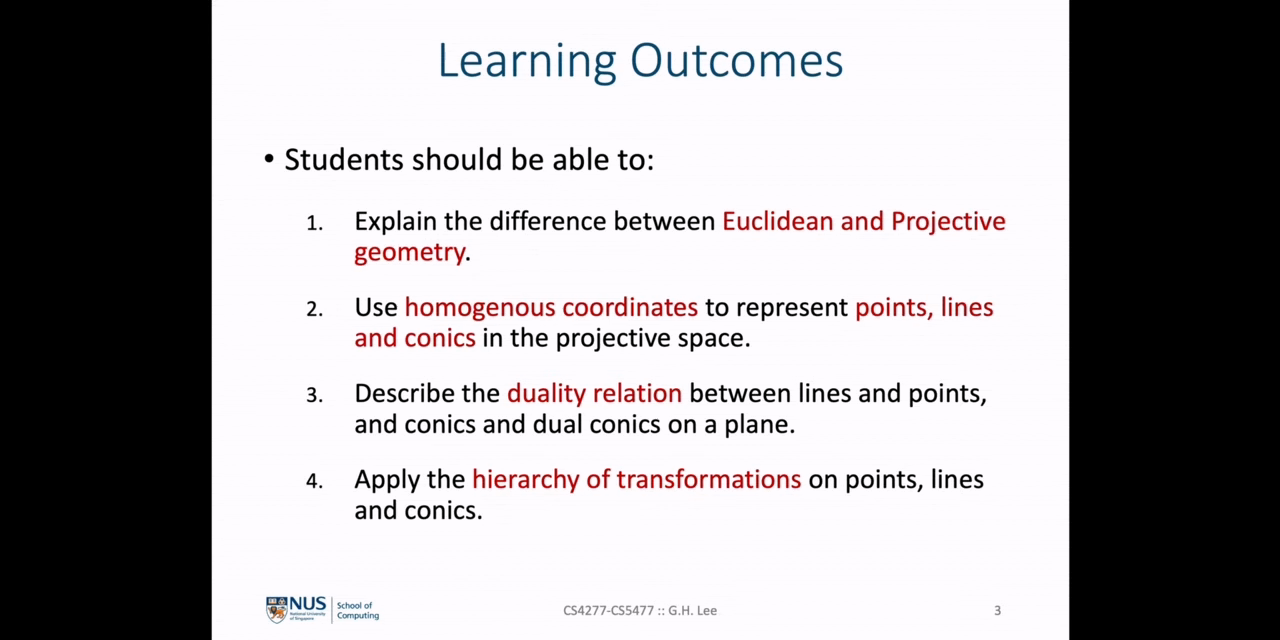 Learning Outcomes
• Students should be able to:
1. Explain the difference between Euclidean and Projective
geometry.
2. Use homogenous coordinates to represent points, lines
and conics in the projective space.
3. Describe the duality relation between lines and points,
and conics and dual conics on a plane.
4. Apply the hierarchy of transformations on points, lines
and conics.
NUS
National University
of Singapore
School of
Computing
CS4277-CS5477 :: G.H. Lee
3